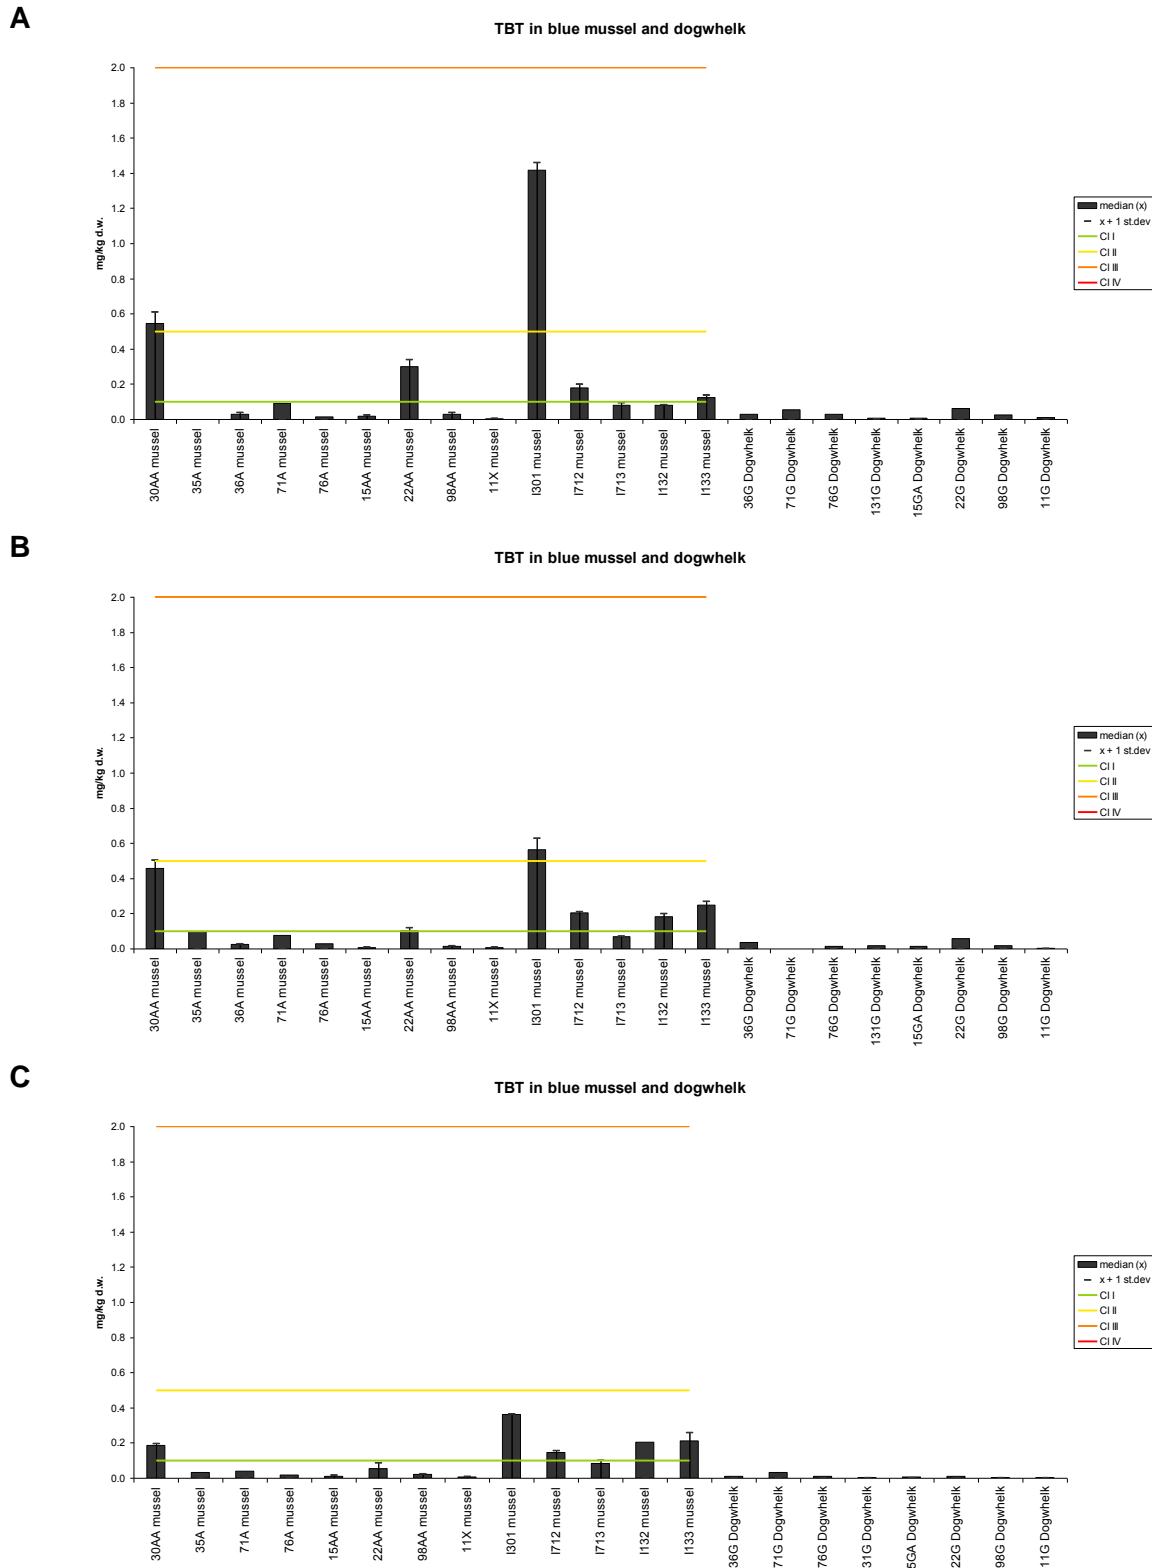 A
TBT in blue mussel and dogwhelk
mg/kg d.w.
2.0
1.8
1.6
1.4
1.2
1.0
0.8
0.6
0.4
0.2
0.0
30AA mussel
35A mussel
36A mussel
71A mussel
76A mussel
15AA mussel
22AA mussel
98AA mussel
11X mussel
I301 mussel
I712 mussel
I713 mussel
I132 mussel
I133 mussel
36G Dogwhelk
71G Dogwhelk
76G Dogwhelk
131G Dogwhelk
15GA Dogwhelk
22G Dogwhelk
98G Dogwhelk
11G Dogwhelk
median (x)
x + 1 st.dev
Cl I
Cl II
Cl III
Cl IV
B
TBT in blue mussel and dogwhelk
mg/kg d.w.
2.0
1.8
1.6
1.4
1.2
1.0
0.8
0.6
0.4
0.2
0.0
30AA mussel
35A mussel
36A mussel
71A mussel
76A mussel
15AA mussel
22AA mussel
98AA mussel
11X mussel
I301 mussel
I712 mussel
I713 mussel
I132 mussel
I133 mussel
36G Dogwhelk
71G Dogwhelk
76G Dogwhelk
131G Dogwhelk
15GA Dogwhelk
22G Dogwhelk
98G Dogwhelk
11G Dogwhelk
median (x)
x + 1 st.dev
Cl I
Cl II
Cl III
Cl IV
C
TBT in blue mussel and dogwhelk
mg/kg d.w.
2.0
1.8
1.6
1.4
1.2
1.0
0.8
0.6
0.4
0.2
0.0
30AA mussel
35A mussel
71A mussel
76A mussel
15AA mussel
22AA mussel
98AA mussel
11X mussel
I301 mussel
I712 mussel
I713 mussel
I132 mussel
I133 mussel
36G Dogwhelk
71G Dogwhelk
76G Dogwhelk
31G Dogwhelk
5GA Dogwhelk
22G Dogwhelk
98G Dogwhelk
11G Dogwhelk
median (x)
x + 1 st.dev
Cl I
Cl II
Cl III
Cl IV